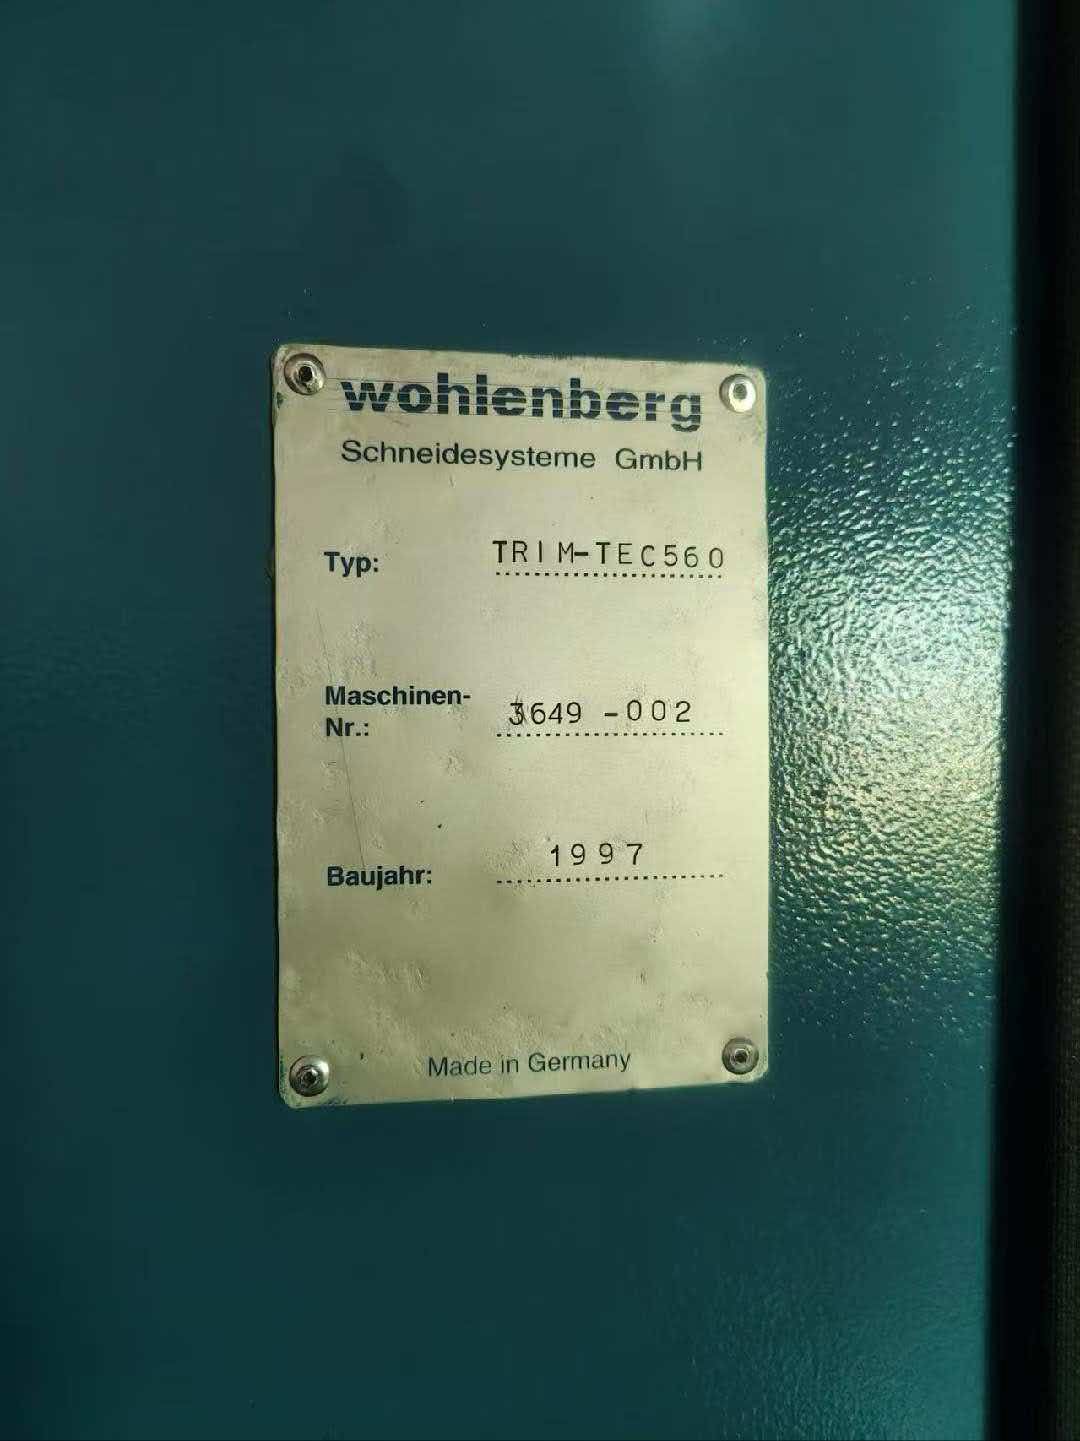 wohlenberg
Schneidesysteme GmbH
Typ: TRIM-TEC560
Maschinen-
Nr.: 3649 -002
Baujahr: 1997
Made in Germany